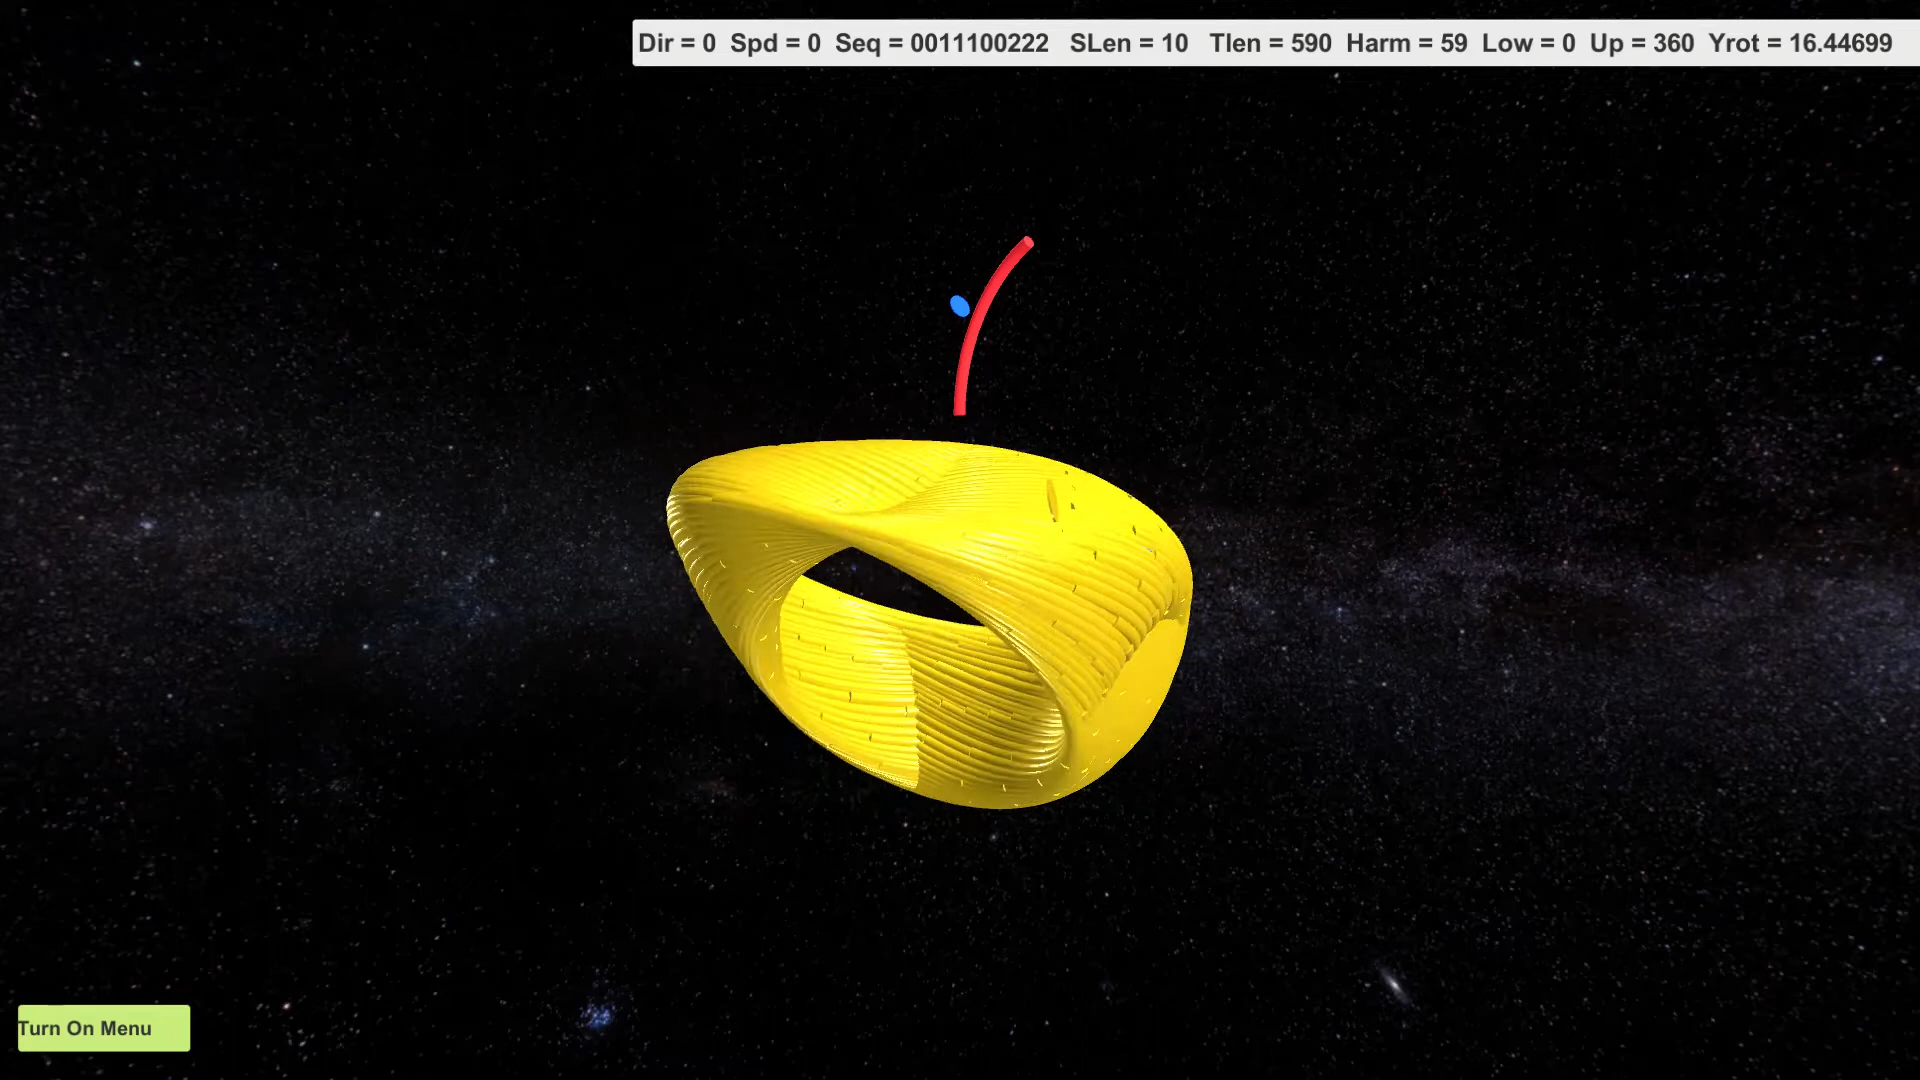 Dir = 0 Spd = 0 Seq = 0011100222 SLen = 10 Tlen = 590 Harm = 59 Low = 0 Up = 360 Yrot = 16.44699
Turn On Menu